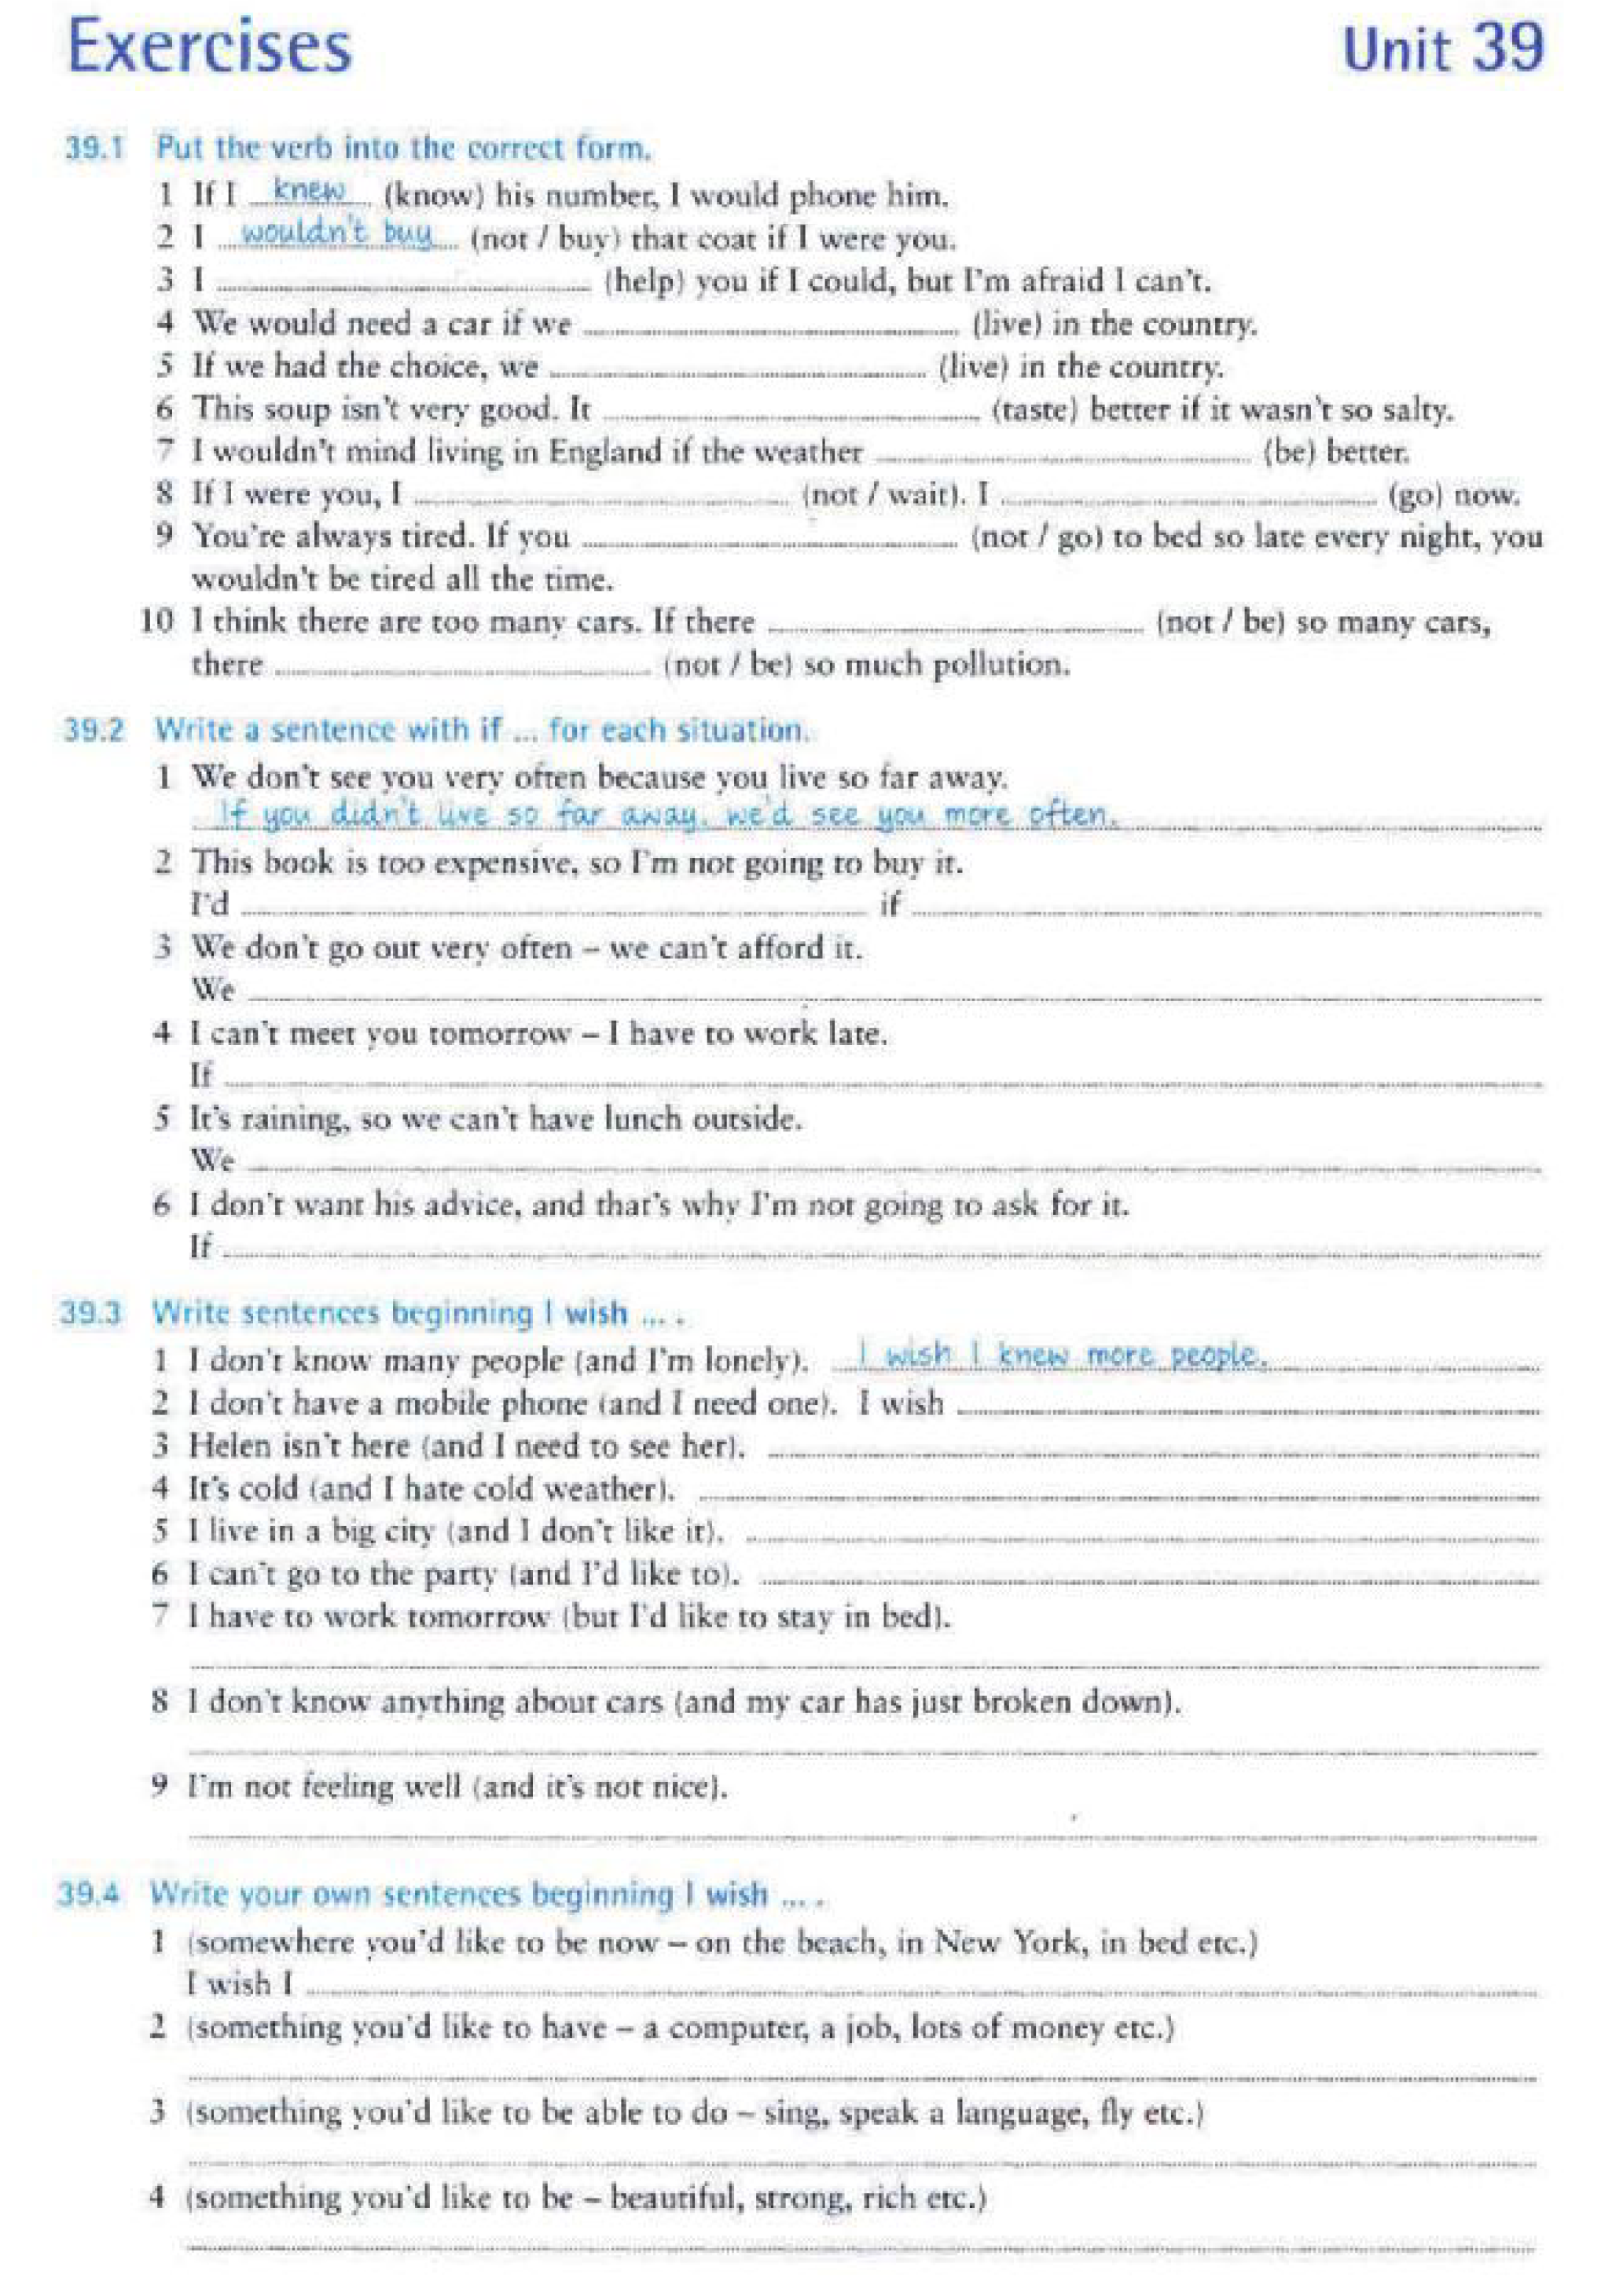 Exercises
Unit 39
39.1 Put the verb into the correct form.
1 If I knew (know) his number, I would phone him.
2 I wouldn't buy (not / buy) that coat if I were you.
3 I (help) you if I could, but I'm afraid I can't.
4 We would need a car if we (live) in the country.
5 If we had the choice, we (live) in the country.
6 This soup isn't very good. It (taste) better if it wasn't so salty.
7 I wouldn't mind living in England if the weather (be) better.
8 If I were you, I (not / wait). I (go) now.
9 You're always tired. If you (not / go) to bed so late every night, you
wouldn't be tired all the time.
10 I think there are too many cars. If there (not / be) so many cars,
there (not / be) so much pollution.
39.2 Write a sentence with if ... for each situation.
1 We don't see you very often because you live so far away.
If you didn't live so far away, we'd see you more often.
2 This book is too expensive, so I'm not going to buy it.
I'd if
3 We don't go out very often – we can't afford it.
We
4 I can't meet you tomorrow – I have to work late.
If
5 It's raining, so we can't have lunch outside.
We
6 I don't want his advice, and that's why I'm not going to ask for it.
If
39.3 Write sentences beginning I wish ... .
1 I don't know many people (and I'm lonely). I wish I knew more people.
2 I don't have a mobile phone (and I need one). I wish
3 Helen isn't here (and I need to see her).
4 It's cold (and I hate cold weather).
5 I live in a big city (and I don't like it).
6 I can't go to the party (and I'd like to).
7 I have to work tomorrow (but I'd like to stay in bed).
8 I don't know anything about cars (and my car has just broken down).
9 I'm not feeling well (and it's not nice).
39.4 Write your own sentences beginning I wish ... .
1 (somewhere you'd like to be now – on the beach, in New York, in bed etc.)
I wish I
2 (something you'd like to have – a computer, a job, lots of money etc.)
3 (something you'd like to be able to do – sing, speak a language, fly etc.)
4 (something you'd like to be – beautiful, strong, rich etc.)